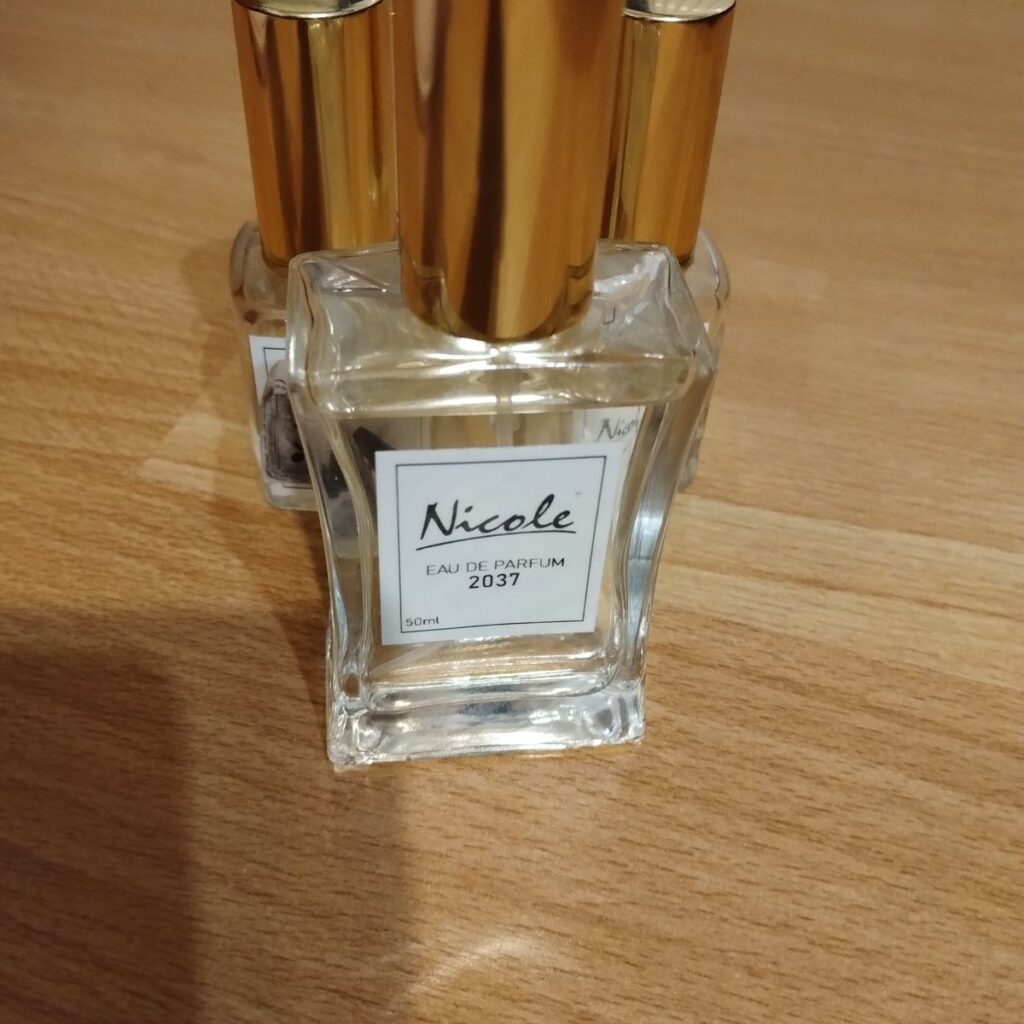 Nicole
EAU DE PARFUM
2037
50ml